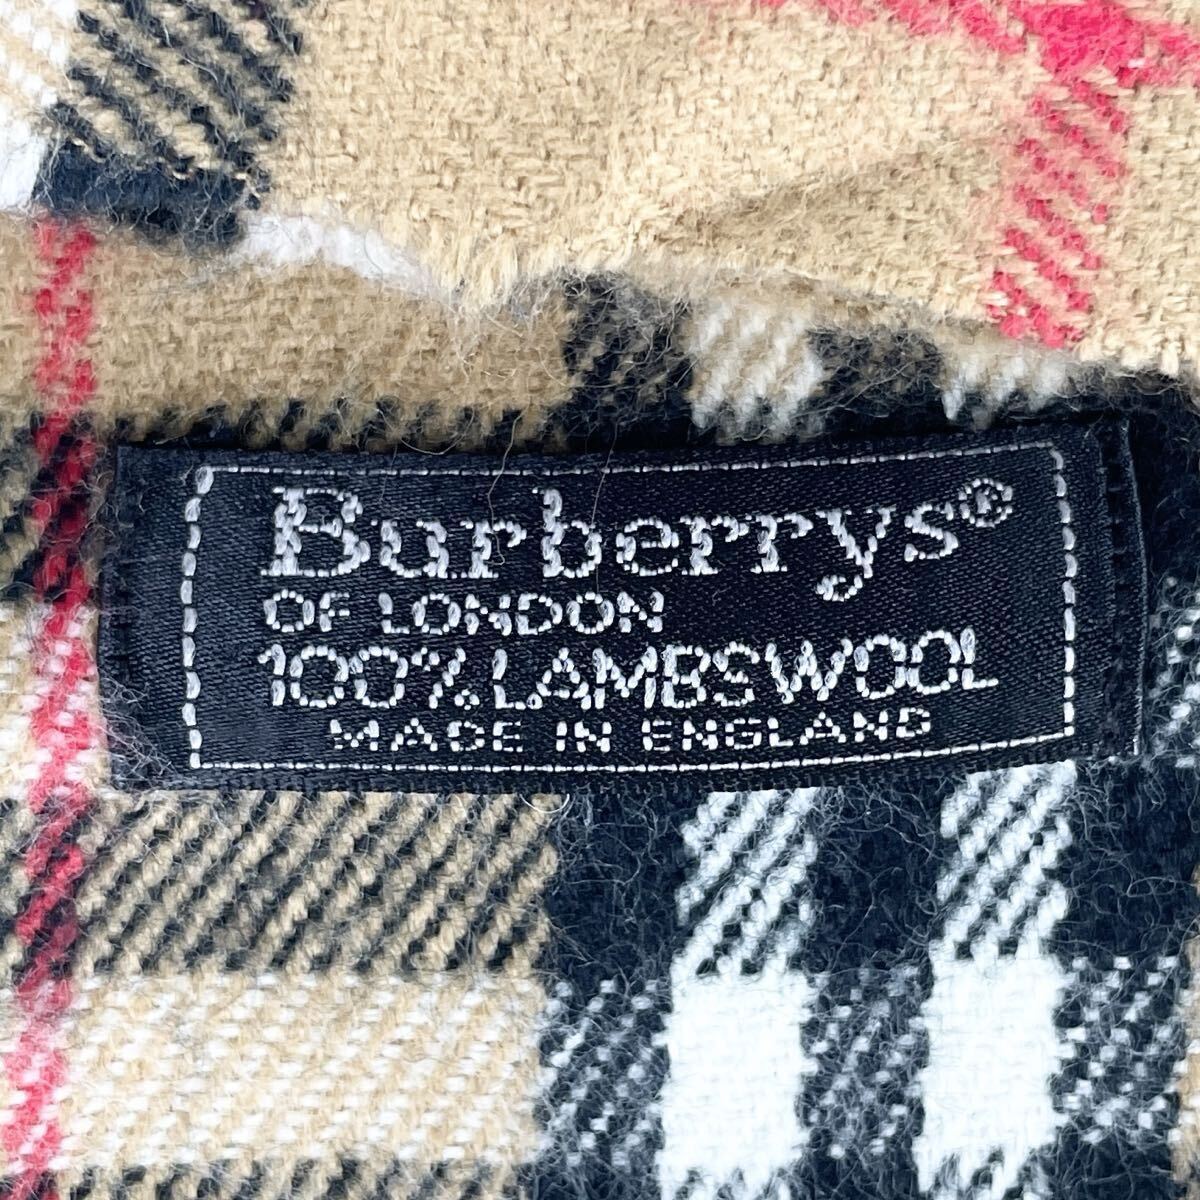 Burberrys®
OF LONDON
100% LAMBSWOOL
MADE IN ENGLAND